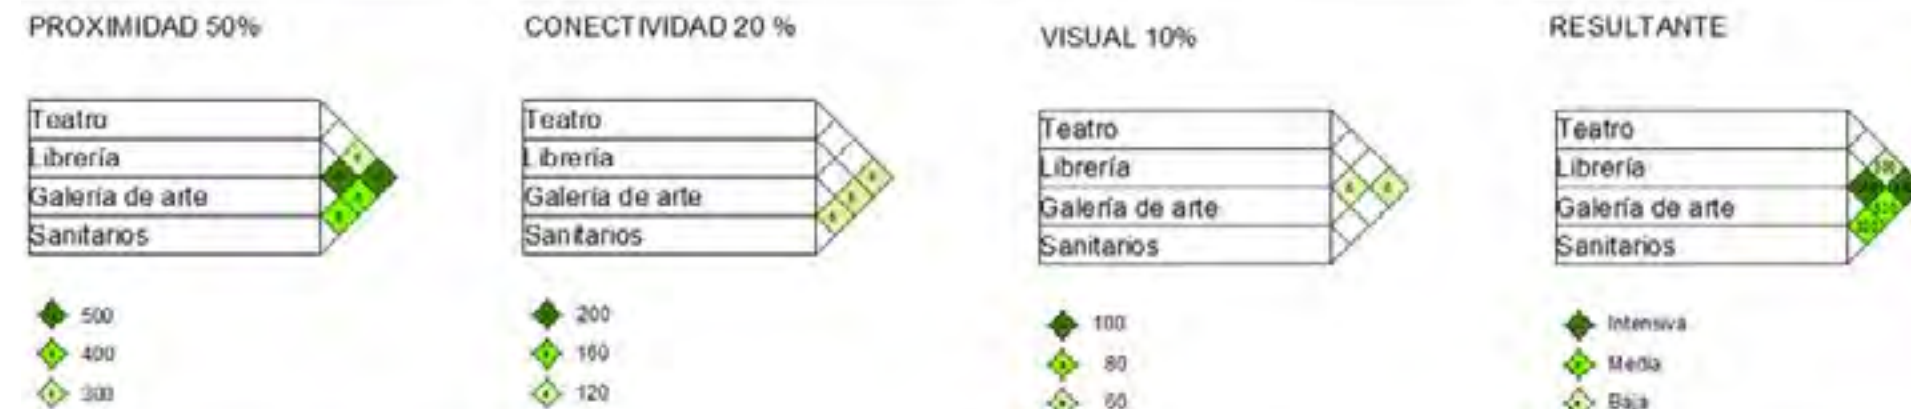 PROXIMIDAD 50%
Teatro
Librería
Galería de arte
Sanitarios
500
400
300
CONECTIVIDAD 20 %
Teatro
Librería
Galería de arte
Sanitarios
200
160
120
VISUAL 10%
Teatro
Librería
Galería de arte
Sanitarios
100
80
60
RESULTANTE
Teatro
Librería
Galería de arte
Sanitarios
Intensiva
Media
Baja